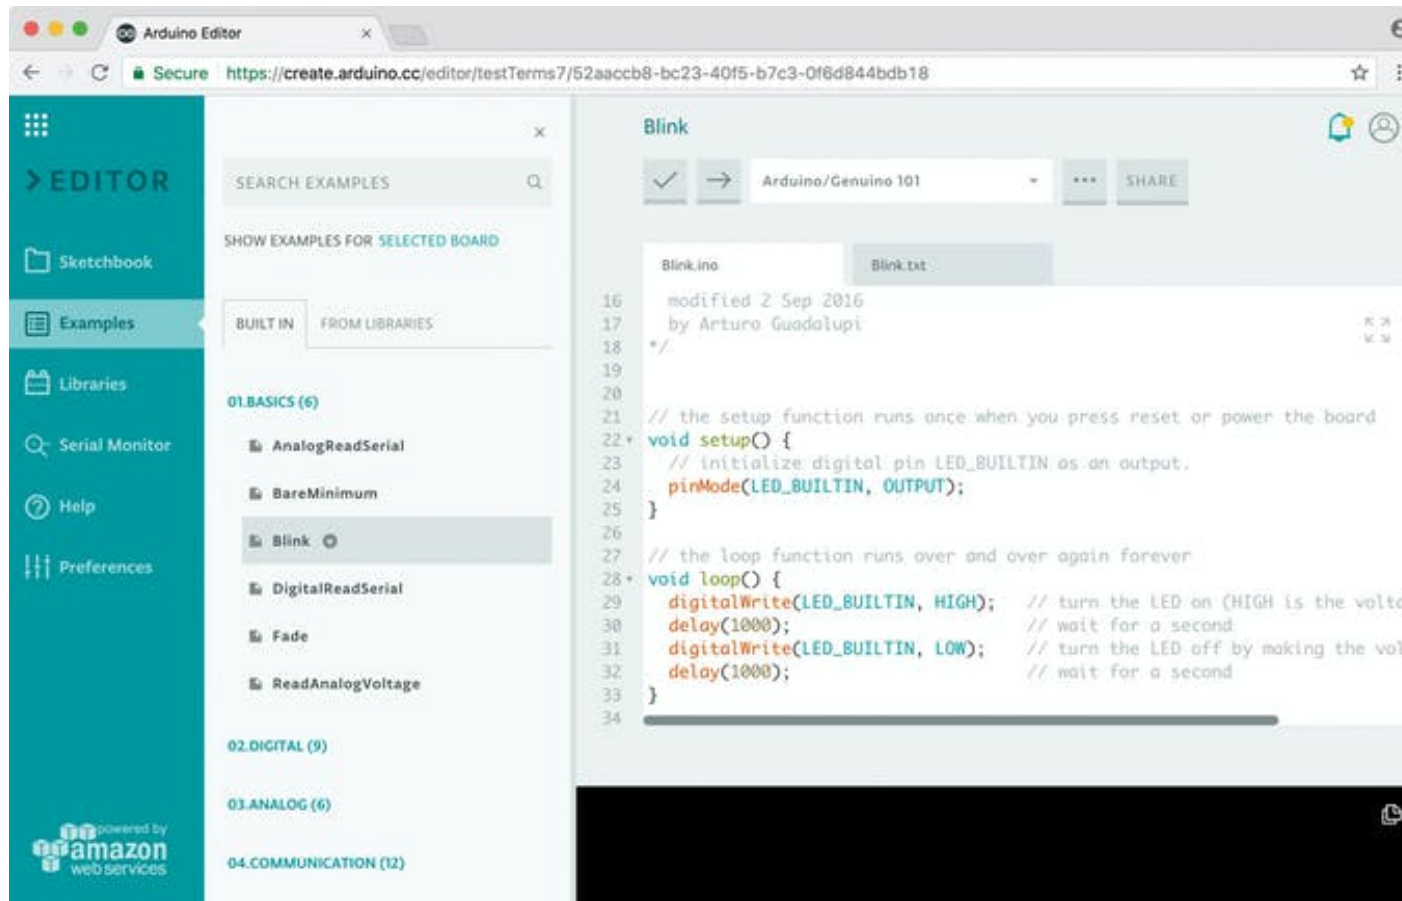 Arduino Editor
Secure https://create.arduino.cc/editor/testTerms7/52aaccb8-bc23-40f5-b7c3-0f6d844bdb18
>EDITOR
Sketchbook
Examples
Libraries
Serial Monitor
Help
Preferences
powered by
amazon
web services
SEARCH EXAMPLES
SHOW EXAMPLES FOR SELECTED BOARD
BUILT IN FROM LIBRARIES
01.BASICS (6)
AnalogReadSerial
BareMinimum
Blink
DigitalReadSerial
Fade
ReadAnalogVoltage
02.DIGITAL (9)
03.ANALOG (6)
04.COMMUNICATION (12)
Blink
Arduino/Genuino 101 ••• SHARE
Blink.ino Blink.txt
16 modified 2 Sep 2016
17 by Arturo Guadalupi
18 */
19
20
21 // the setup function runs once when you press reset or power the board
22 void setup() {
23 // initialize digital pin LED_BUILTIN as an output.
24 pinMode(LED_BUILTIN, OUTPUT);
25 }
26
27 // the loop function runs over and over again forever
28 void loop() {
29 digitalWrite(LED_BUILTIN, HIGH); // turn the LED on (HIGH is the volta
30 delay(1000); // wait for a second
31 digitalWrite(LED_BUILTIN, LOW); // turn the LED off by making the vol
32 delay(1000); // wait for a second
33 }
34